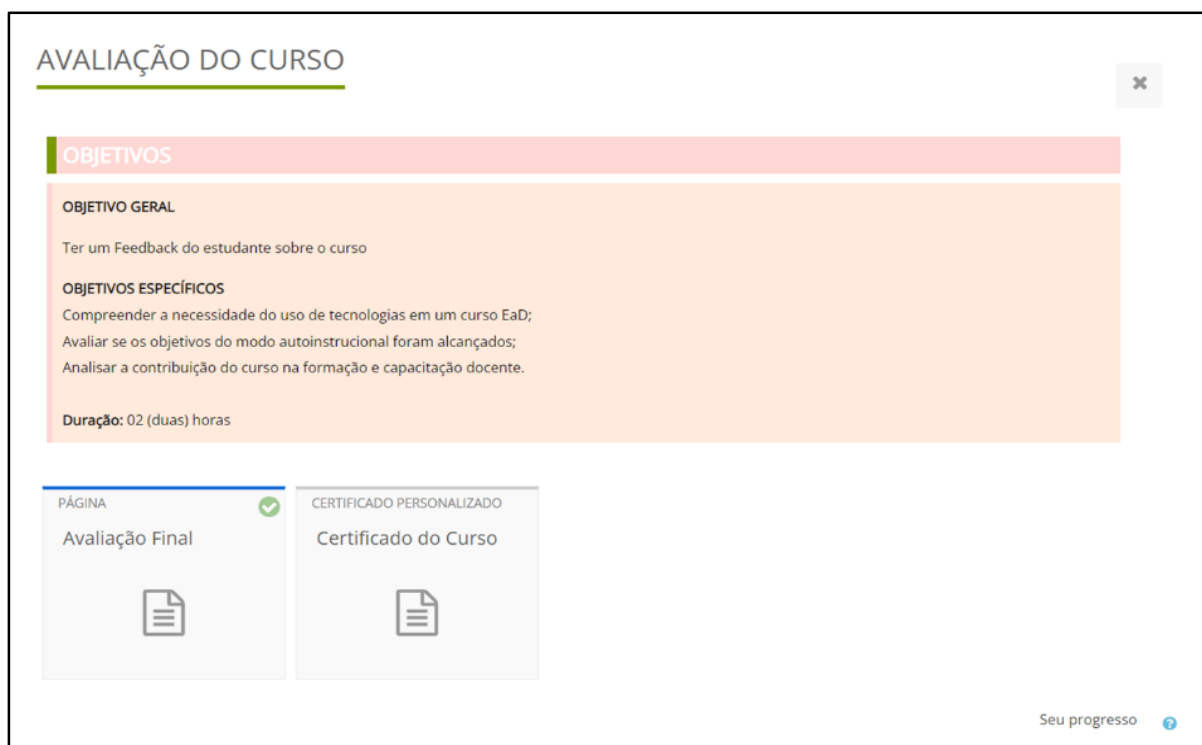 AVALIAÇÃO DO CURSO
OBJETIVOS
OBJETIVO GERAL
Ter um Feedback do estudante sobre o curso
OBJETIVOS ESPECÍFICOS
Compreender a necessidade do uso de tecnologias em um curso EaD;
Avaliar se os objetivos do modo autoinstrucional foram alcançados;
Analisar a contribuição do curso na formação e capacitação docente.
Duração: 02 (duas) horas
PÁGINA
Avaliação Final
CERTIFICADO PERSONALIZADO
Certificado do Curso
Seu progresso